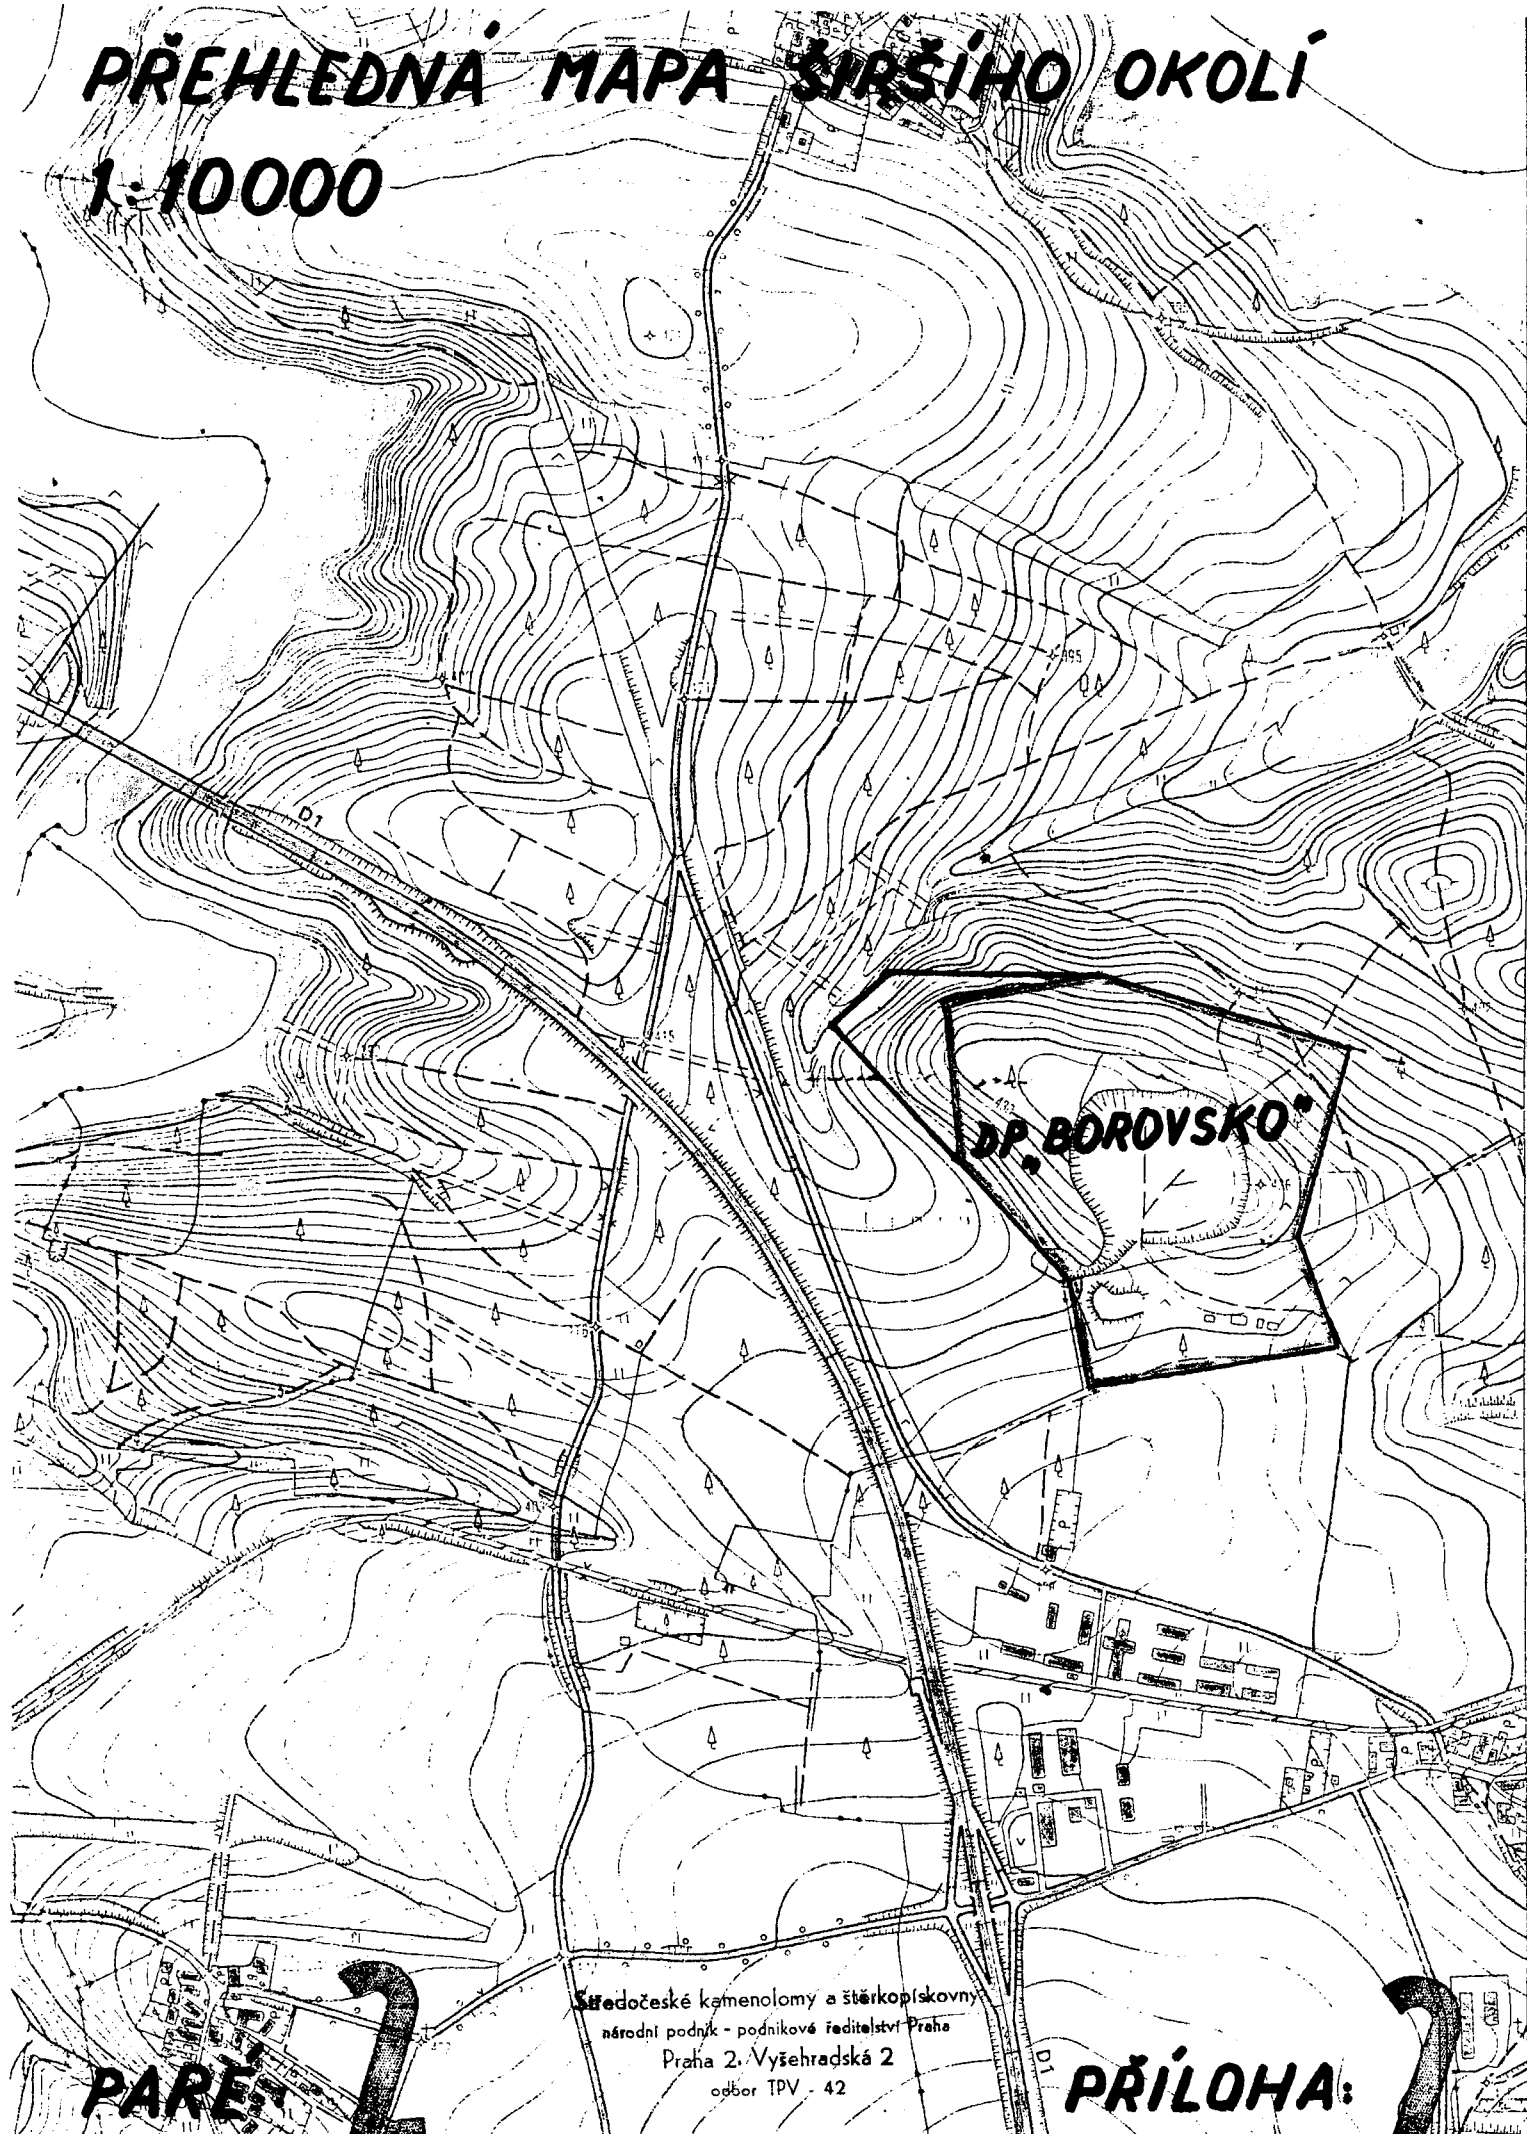 PŘEHLEDNÁ MAPA ŠIRŠÍHO OKOLÍ
1:10000
D1
DP „BOROVSKO"
Středočeské kamenolomy a štěrkopískovny
národní podnik - podnikové ředitelství Praha
Praha 2, Vyšehradská 2
odbor TPV - 42
D1
PARÉ: 2
PŘÍLOHA: